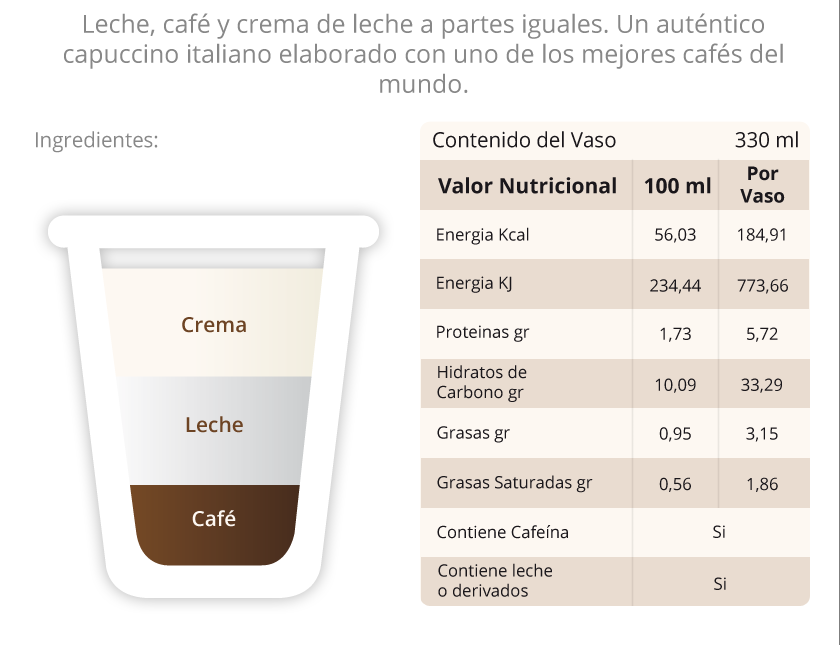 Leche, café y crema de leche a partes iguales. Un auténtico
capuccino italiano elaborado con uno de los mejores cafés del
mundo.
Ingredientes:
Crema
Leche
Café
Contenido del Vaso 330 ml
Valor Nutricional 100 ml Por Vaso
Energia Kcal 56,03 184,91
Energia KJ 234,44 773,66
Proteinas gr 1,73 5,72
Hidratos de
Carbono gr 10,09 33,29
Grasas gr 0,95 3,15
Grasas Saturadas gr 0,56 1,86
Contiene Cafeína Si
Contiene leche
o derivados Si